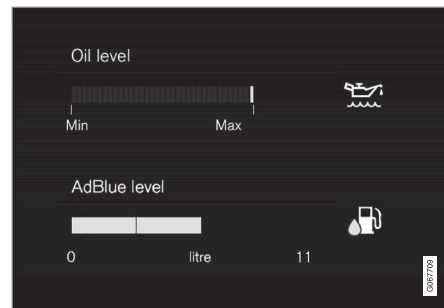 Oil level
Min Max
AdBlue level
0 litre 11
G067709